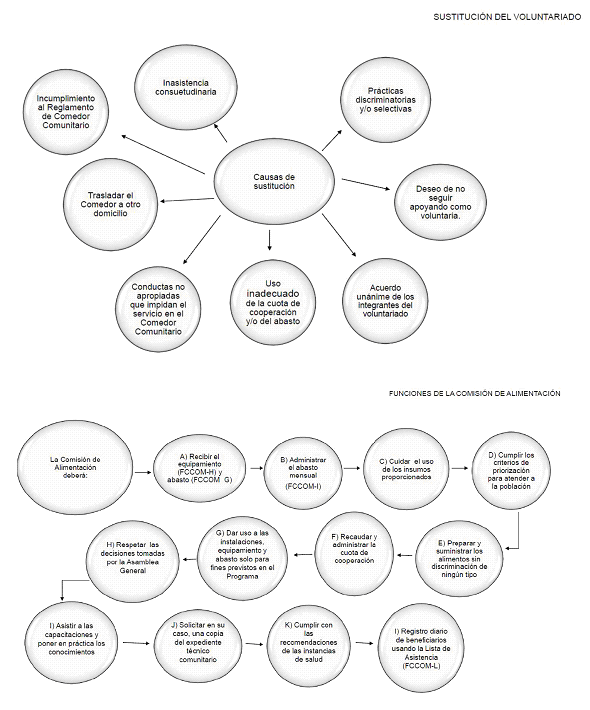 SUSTITUCIÓN DEL VOLUNTARIADO
Inasistencia
consuetudinaria
Prácticas
discriminatorias
y/o selectivas
Incumplimiento
al Reglamento
de Comedor
Comunitario
Causas de
sustitución
Trasladar el
Comedor a otro
domicilio
Deseo de no
seguir
apoyando como
voluntaria.
Conductas no
apropiadas
que impidan el
servicio en el
Comedor
Comunitario
Uso
inadecuado
de la cuota de
cooperación
y/o del abasto
Acuerdo
unánime de los
integrantes del
voluntariado
FUNCIONES DE LA COMISIÓN DE ALIMENTACIÓN
La Comisión de
Alimentación
deberá:
A) Recibir el
equipamiento
(FCCOM-H) y
abasto (FCCOM G)
B) Administrar
el abasto
mensual
(FCCOM-I)
C) Cuidar el uso
de los insumos
proporcionados
D) Cumplir los
criterios de
priorización
para atender a
la población
E) Preparar y
suministrar los
alimentos sin
discriminación de
ningún tipo
F) Recaudar y
administrar la
cuota de
cooperación
G) Dar uso a las
instalaciones,
equipamiento y
abasto solo para
fines previstos en el
Programa
H) Respetar las
decisiones tomadas
por la Asamblea
General
I) Asistir a las
capacitaciones y
poner en práctica los
conocimientos
J) Solicitar en su
caso, una copia
del expediente
técnico
comunitario
K) Cumplir con
las
recomendaciones
de las instancias
de salud
I) Registro diario
de beneficiarios
usando la Lista de
Asistencia
(FCCOM-L)